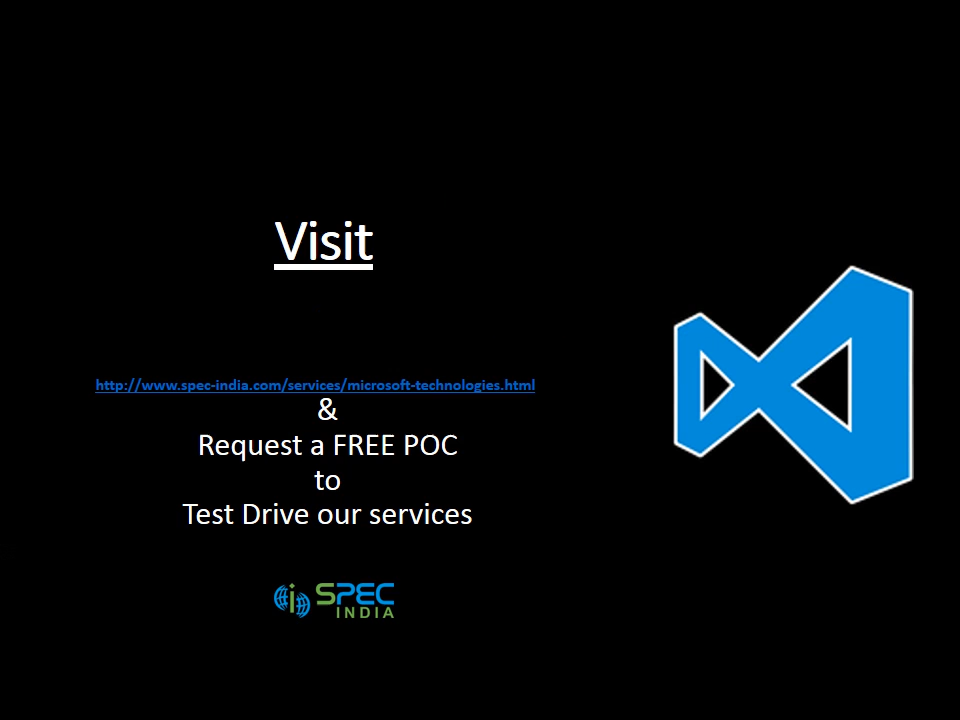 Visit
http://www.spec-india.com/services/microsoft-technologies.html
&
Request a FREE POC
to
Test Drive our services
SPEC
INDIA